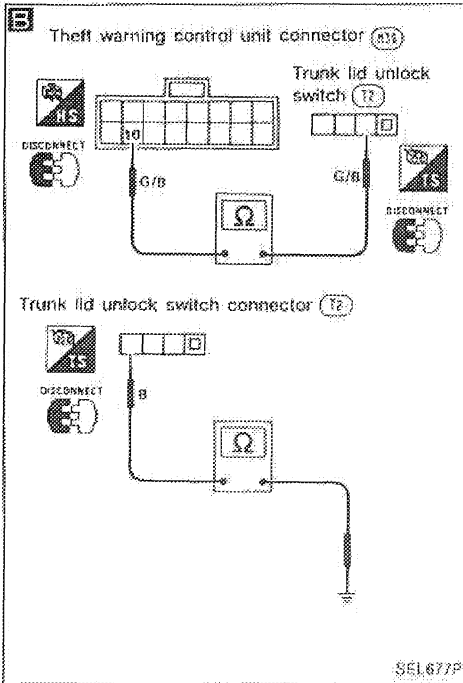 B
Theft warning control unit connector (M36)
Trunk lid unlock
switch (T2)
H.S.
DISCONNECT
10
G/B
Ω
G/B
T.S.
DISCONNECT
Trunk lid unlock switch connector (T2)
T.S.
DISCONNECT
B
Ω
SEL677P